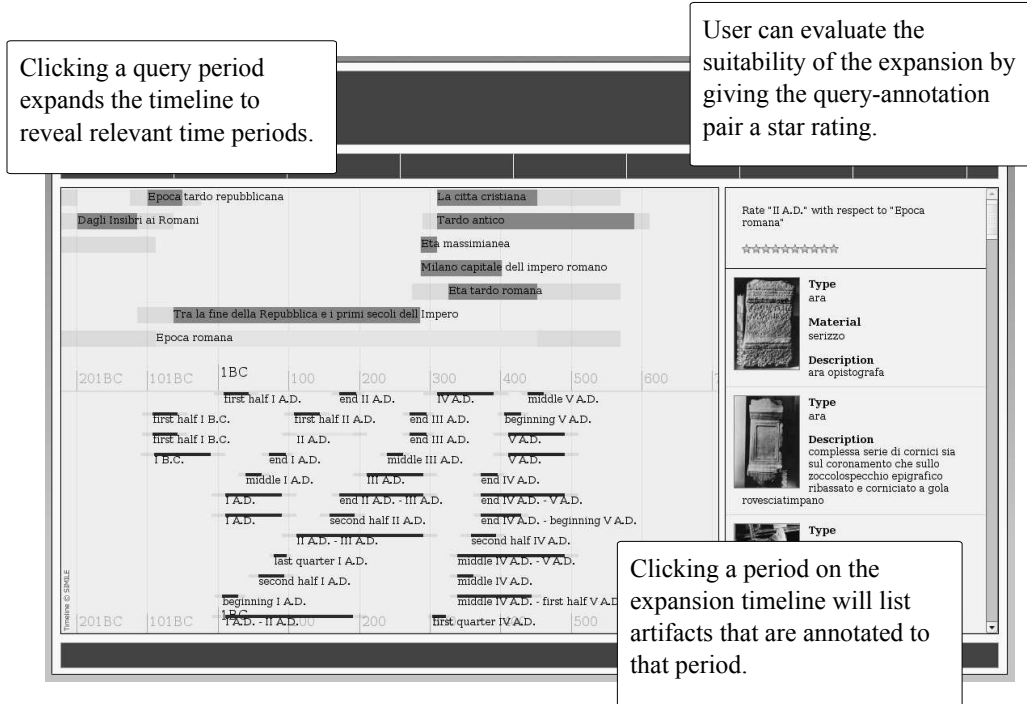 Clicking a query period
expands the timeline to
reveal relevant time periods.
User can evaluate the
suitability of the expansion by
giving the query-annotation
pair a star rating.
Epoca tardo repubblicana
La citta cristiana
Dagli Insibri ai Romani
Tardo antico
Eta massimianea
Milano capitale dell impero romano
Eta tardo romana
Tra la fine della Repubblica e i primi secoli dell Impero
Epoca romana
201BC 101BC 1BC 100 200 300 400 500 600
first half I A.D. end II A.D. IV A.D. middle V A.D.
first half I B.C. first half II A.D. end III A.D. beginning V A.D.
first half I B.C. II A.D. end III A.D. V A.D.
I B.C. end I A.D. middle III A.D. V A.D.
middle I A.D. III A.D. end IV A.D.
I A.D. end II A.D. - III A.D. end IV A.D. - V A.D.
I A.D. second half II A.D. end IV A.D. - beginning V A.D.
II A.D. - III A.D. second half IV A.D.
last quarter I A.D. middle IV A.D. - V A.D.
second half I A.D. middle IV A.D.
beginning I A.D. middle IV A.D. - first half V A.D.
I A.D. - II A.D. first quarter IV A.D.
201BC 101BC 1BC 200 500
Timeline © SIMILE
Rate "II A.D." with respect to "Epoca
romana"
Type
ara
Material
serizzo
Description
ara opistografa
Type
ara
Description
complessa serie di cornici sia
sul coronamento che sullo
zoccolospecchio epigrafico
ribassato e corniciato a gola
rovesciatimpano
Type
Clicking a period on the
expansion timeline will list
artifacts that are annotated to
that period.